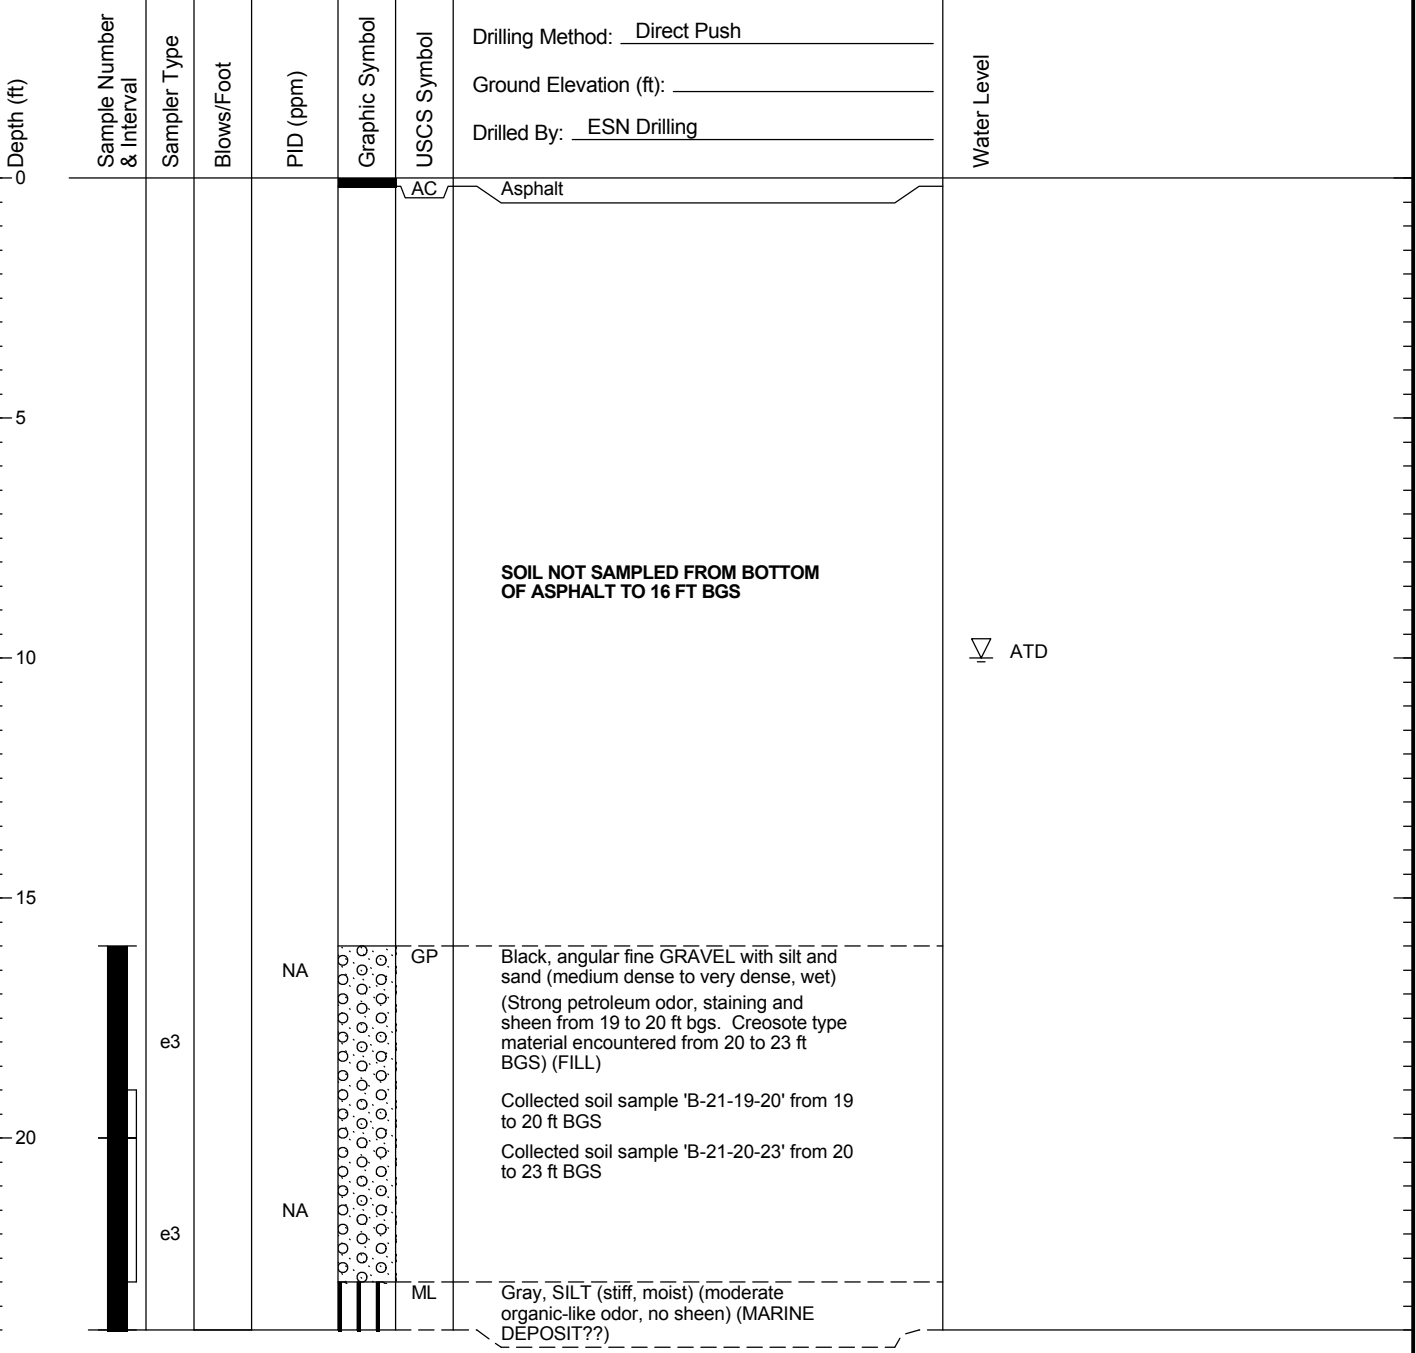 Drilling Method: Direct Push
Ground Elevation (ft):
Drilled By: ESN Drilling
Depth (ft)
Sample Number
& Interval
Sampler Type
Blows/Foot
PID (ppm)
Graphic Symbol
USCS Symbol
Water Level
0
AC
Asphalt
5
SOIL NOT SAMPLED FROM BOTTOM
OF ASPHALT TO 16 FT BGS
10
ATD
15
NA
GP
Black, angular fine GRAVEL with silt and
sand (medium dense to very dense, wet)
(Strong petroleum odor, staining and
sheen from 19 to 20 ft bgs. Creosote type
material encountered from 20 to 23 ft
BGS) (FILL)
e3
Collected soil sample 'B-21-19-20' from 19
to 20 ft BGS
20
Collected soil sample 'B-21-20-23' from 20
to 23 ft BGS
NA
e3
ML
Gray, SILT (stiff, moist) (moderate
organic-like odor, no sheen) (MARINE
DEPOSIT??)